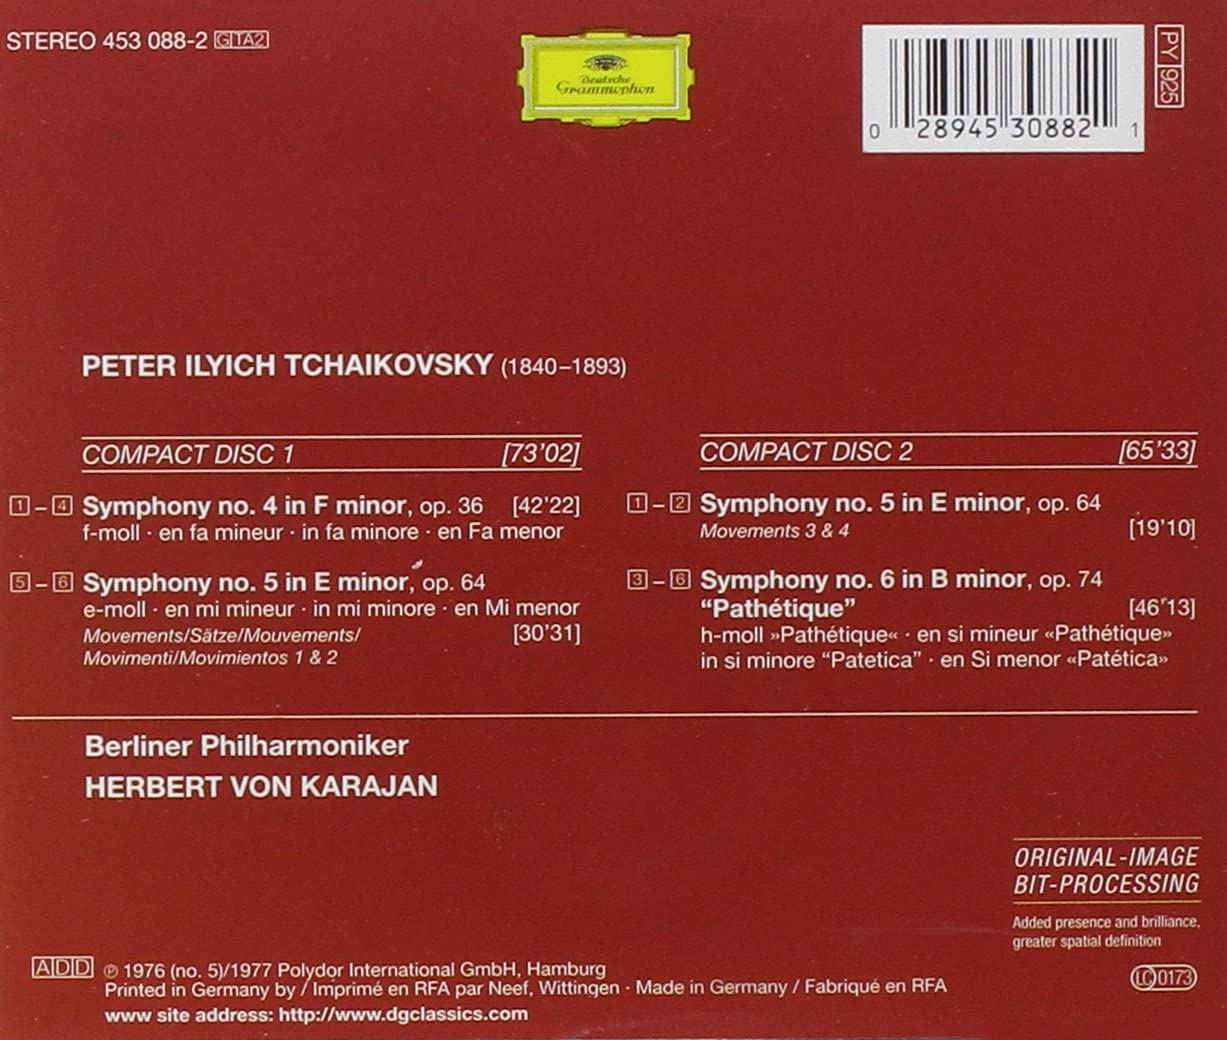 STEREO 453 088-2 GITA2
Deutsche
Grammophon
0 28945 30882 1
PY 925
PETER ILYICH TCHAIKOVSKY (1840–1893)
COMPACT DISC 1 [73’02]
1 – 4 Symphony no. 4 in F minor, op. 36 [42’22]
f-moll · en fa mineur · in fa minore · en Fa menor
5 – 6 Symphony no. 5 in E minor, op. 64
e-moll · en mi mineur · in mi minore · en Mi menor
Movements/Sätze/Mouvements/ [30’31]
Movimenti/Movimientos 1 & 2
COMPACT DISC 2 [65’33]
1 – 2 Symphony no. 5 in E minor, op. 64
Movements 3 & 4 [19’10]
3 – 6 Symphony no. 6 in B minor, op. 74
“Pathétique” [46’13]
h-moll »Pathétique« · en si mineur «Pathétique»
in si minore “Patetica” · en Si menor «Patética»
Berliner Philharmoniker
HERBERT VON KARAJAN
ORIGINAL-IMAGE
BIT-PROCESSING
Added presence and brilliance,
greater spatial definition
LC 0173
ADD ℗ 1976 (no. 5)/1977 Polydor International GmbH, Hamburg
Printed in Germany by / Imprimé en RFA par Neef, Wittingen · Made in Germany / Fabriqué en RFA
www site address: http://www.dgclassics.com